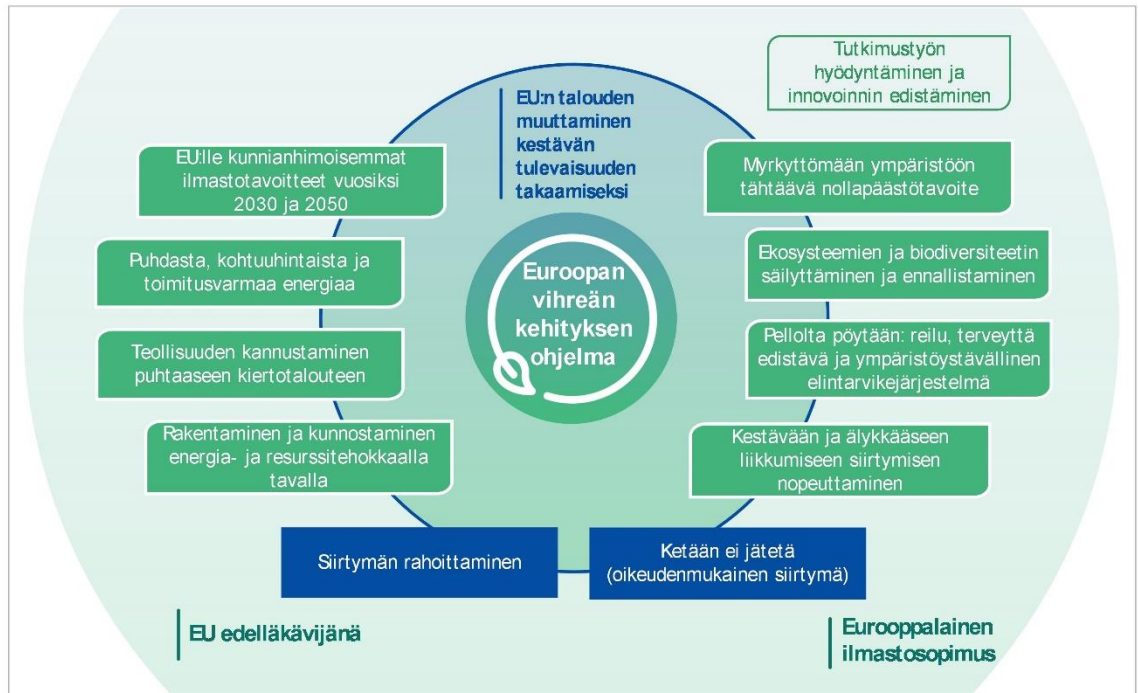 Tutkimustyön
hyödyntäminen ja
innovoinnin edistäminen
EU:n talouden
muuttaminen
kestävän
tulevaisuuden
takaamiseksi
EU:lle kunnianhimoisemmat
ilmastotavoitteet vuosiksi
2030 ja 2050
Puhdasta, kohtuuhintaista ja
toimitusvarmaa energiaa
Teollisuuden kannustaminen
puhtaaseen kiertotalouteen
Rakentaminen ja kunnostaminen
energia- ja resurssitehokkaalla
tavalla
Euroopan
vihreän
kehityksen
ohjelma
Myrkyttömään ympäristöön
tähtäävä nollapäästötavoite
Ekosysteemien ja biodiversiteetin
säilyttäminen ja ennallistaminen
Pellolta pöytään: reilu, terveyttä
edistävä ja ympäristöystävällinen
elintarvikejärjestelmä
Kestävään ja älykkääseen
liikkumiseen siirtymisen
nopeuttaminen
Siirtymän rahoittaminen
Ketään ei jätetä
(oikeudenmukainen siirtymä)
EU edelläkävijänä
Eurooppalainen
ilmastosopimus